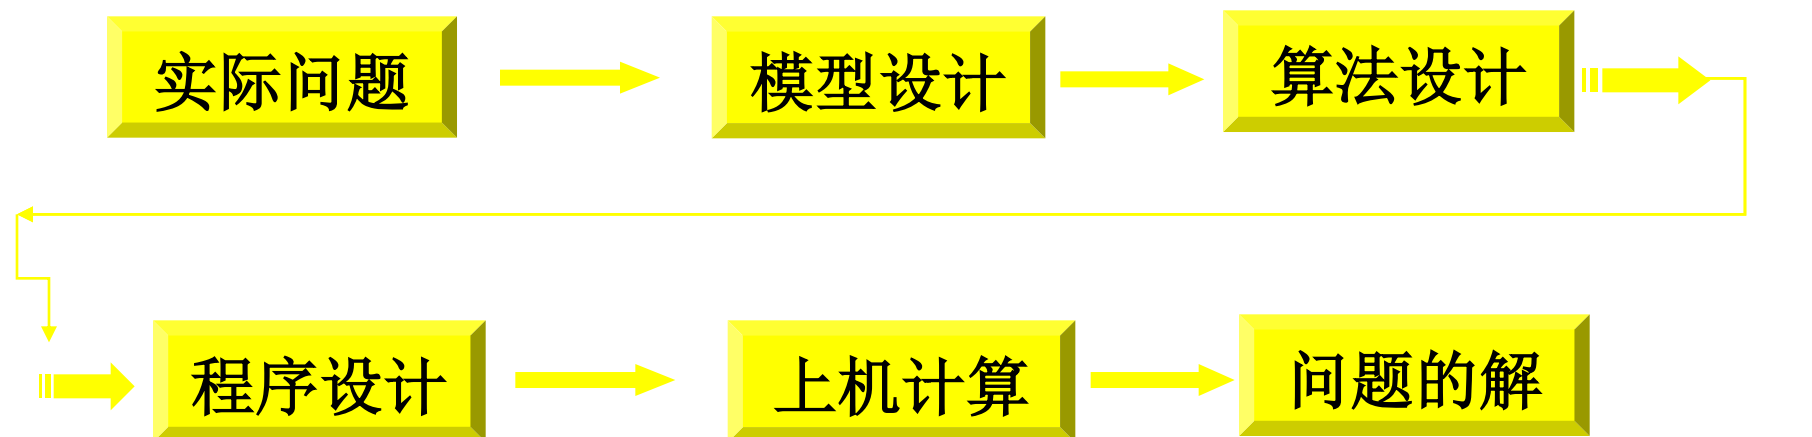 实际问题
模型设计
算法设计
程序设计
上机计算
问题的解